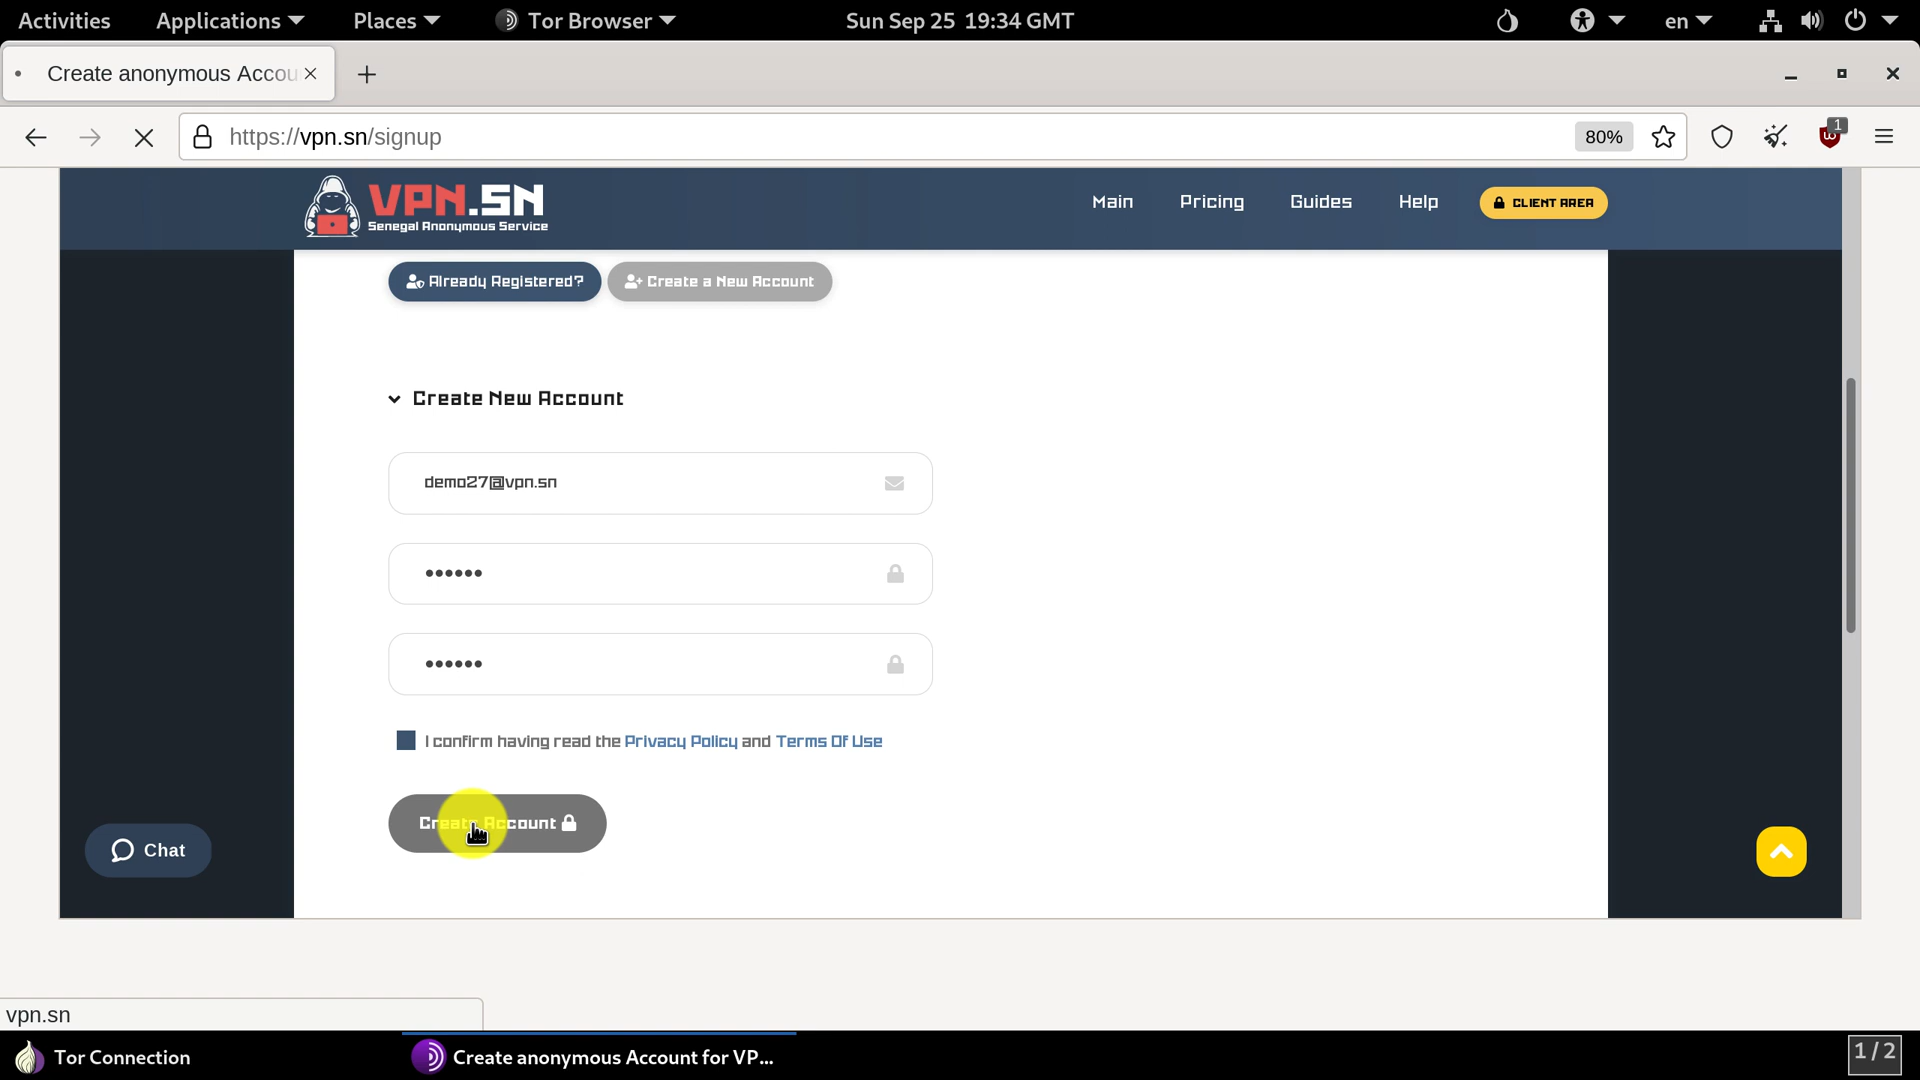 Activities Applications Places Tor Browser Sun Sep 25 19:34 GMT en
Create anonymous Accou
https://vpn.sn/signup 80% 1
VPN.SN
Senegal Anonymous Service
Main Pricing Guides Help CLIENT AREA
Already Registered? Create a New Account
Create New Account
demo27@vpn.sn
••••••
••••••
I confirm having read the Privacy Policy and Terms Of Use
Create Account
Chat
vpn.sn
Tor Connection Create anonymous Account for VP... 1/2